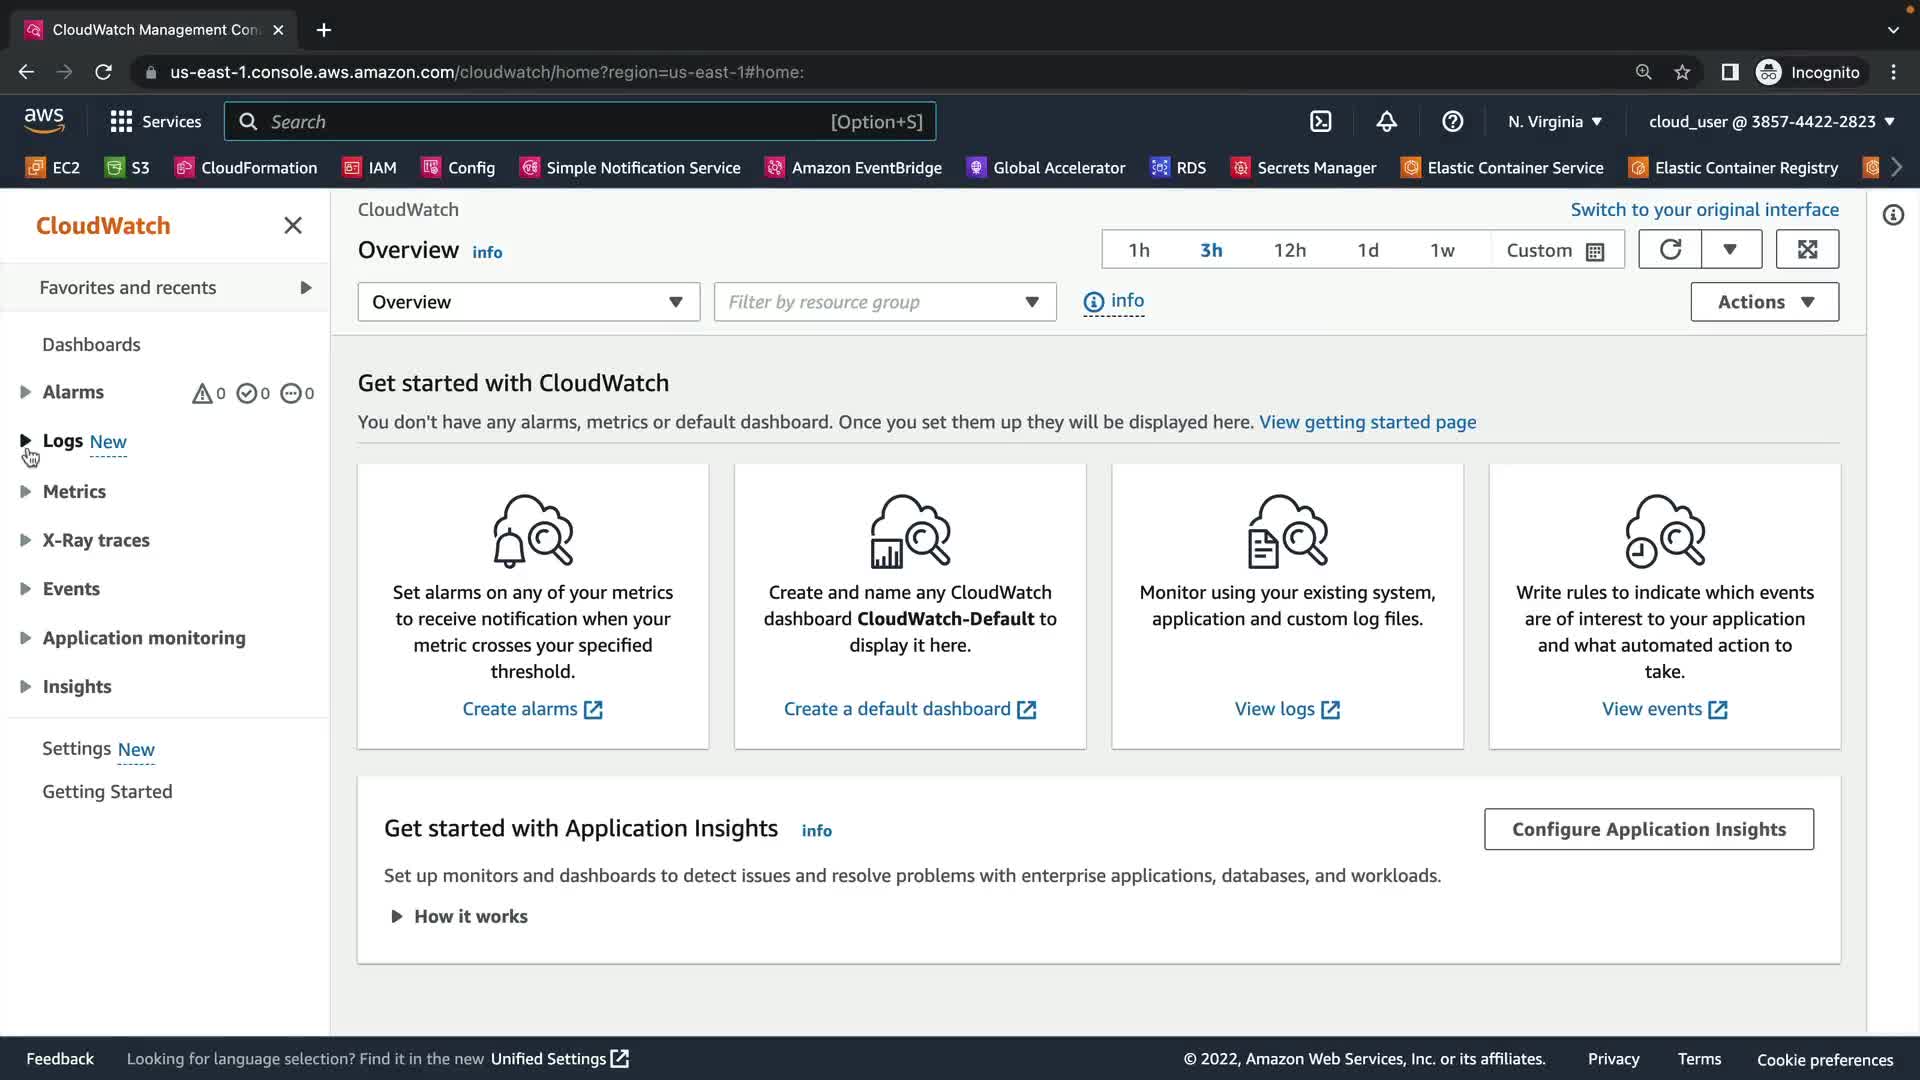 CloudWatch Management Con
us-east-1.console.aws.amazon.com/cloudwatch/home?region=us-east-1#home:
Incognito
aws
Services
Search
[Option+S]
N. Virginia
cloud_user @ 3857-4422-2823
EC2
S3
CloudFormation
IAM
Config
Simple Notification Service
Amazon EventBridge
Global Accelerator
RDS
Secrets Manager
Elastic Container Service
Elastic Container Registry
CloudWatch
Favorites and recents
Dashboards
Alarms
0
0
0
Logs New
Metrics
X-Ray traces
Events
Application monitoring
Insights
Settings New
Getting Started
CloudWatch
Switch to your original interface
Overview info
1h
3h
12h
1d
1w
Custom
Overview
Filter by resource group
info
Actions
Get started with CloudWatch
You don't have any alarms, metrics or default dashboard. Once you set them up they will be displayed here. View getting started page
Set alarms on any of your metrics
to receive notification when your
metric crosses your specified
threshold.
Create alarms
Create and name any CloudWatch
dashboard CloudWatch-Default to
display it here.
Create a default dashboard
Monitor using your existing system,
application and custom log files.
View logs
Write rules to indicate which events
are of interest to your application
and what automated action to
take.
View events
Get started with Application Insights info
Configure Application Insights
Set up monitors and dashboards to detect issues and resolve problems with enterprise applications, databases, and workloads.
How it works
Feedback
Looking for language selection? Find it in the new Unified Settings
© 2022, Amazon Web Services, Inc. or its affiliates.
Privacy
Terms
Cookie preferences